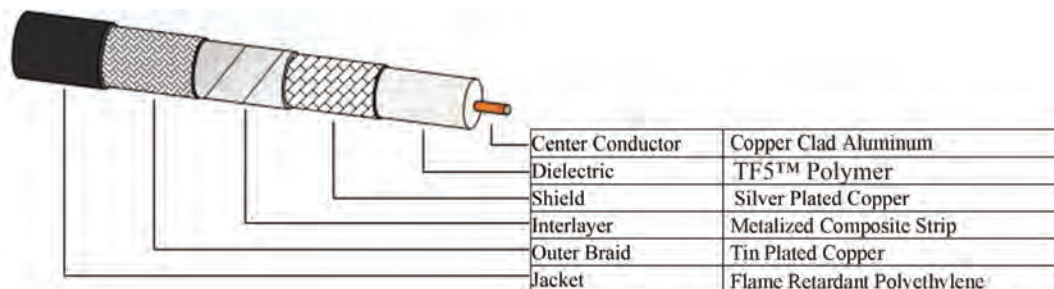 Center Conductor Copper Clad Aluminum
Dielectric TF5™ Polymer
Shield Silver Plated Copper
Interlayer Metalized Composite Strip
Outer Braid Tin Plated Copper
Jacket Flame Retardant Polyethylene